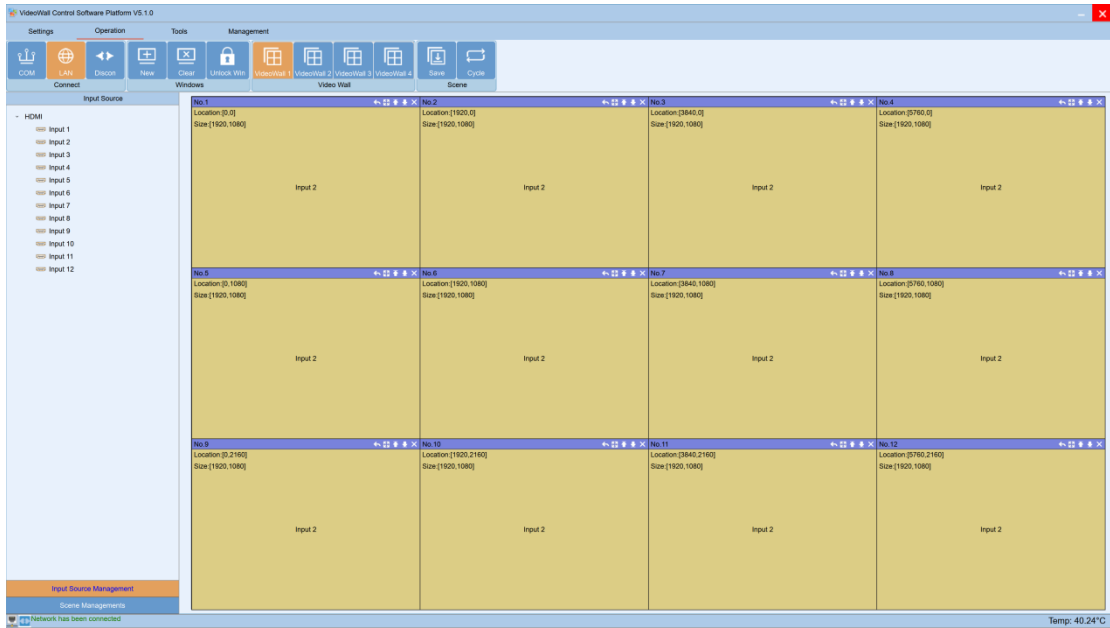 VideoWall Control Software Platform V5.1.0
Settings Operation Tools Management
COM LAN Discon New Clear Unlock Win VideoWall 1 VideoWall 2 VideoWall 3 VideoWall 4 Save Cycle
Connect Windows Video Wall Scene
Input Source
HDMI
Input 1
Input 2
Input 3
Input 4
Input 5
Input 6
Input 7
Input 8
Input 9
Input 10
Input 11
Input 12
Input Source Management
Scene Managements
No.1 No.2 No.3 No.4
Location:[0,0] Location:[1920,0] Location:[3840,0] Location:[5760,0]
Size:[1920,1080] Size:[1920,1080] Size:[1920,1080] Size:[1920,1080]
Input 2 Input 2 Input 2 Input 2
No.5 No.6 No.7 No.8
Location:[0,1080] Location:[1920,1080] Location:[3840,1080] Location:[5760,1080]
Size:[1920,1080] Size:[1920,1080] Size:[1920,1080] Size:[1920,1080]
Input 2 Input 2 Input 2 Input 2
No.9 No.10 No.11 No.12
Location:[0,2160] Location:[1920,2160] Location:[3840,2160] Location:[5760,2160]
Size:[1920,1080] Size:[1920,1080] Size:[1920,1080] Size:[1920,1080]
Input 2 Input 2 Input 2 Input 2
Network has been connected Temp: 40.24°C